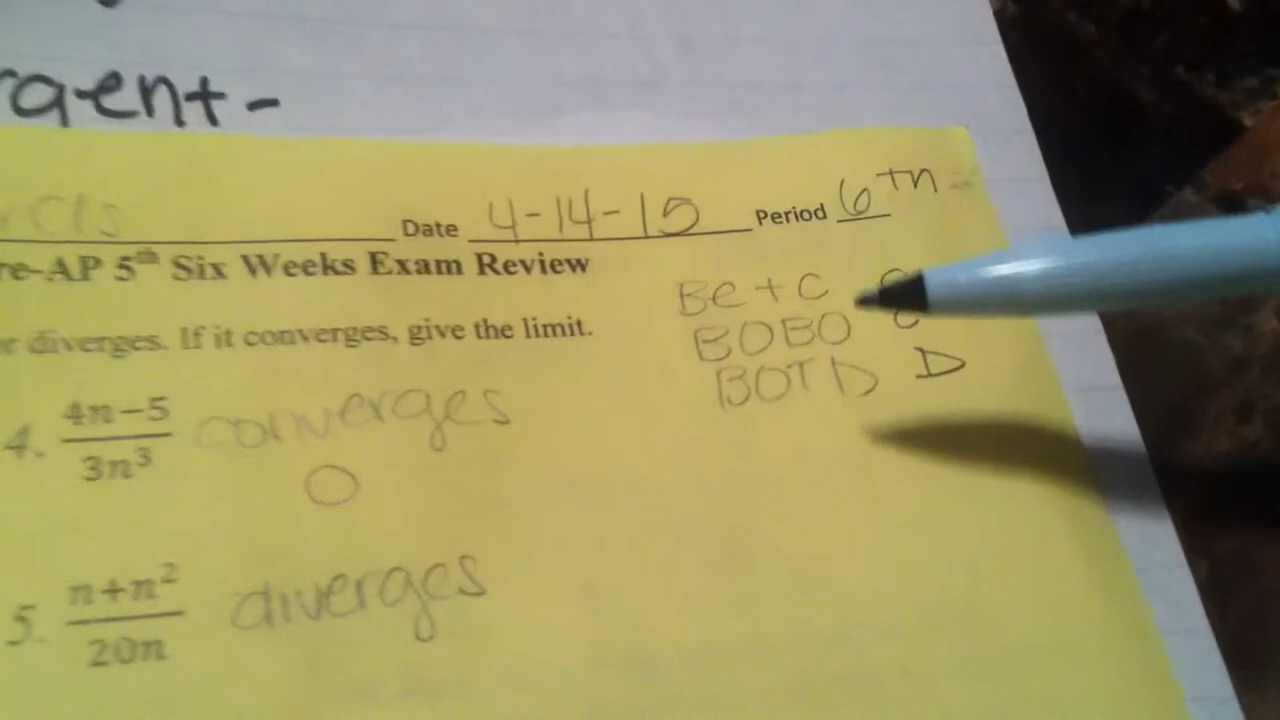 rgent-
Date 4-14-15 Period 6th
re-AP 5th Six Weeks Exam Review
r diverges. If it converges, give the limit.
Be + C
BOBO C
BOTD D
4. 4n-5/3n³ converges
0
5. n+n²/20n diverges